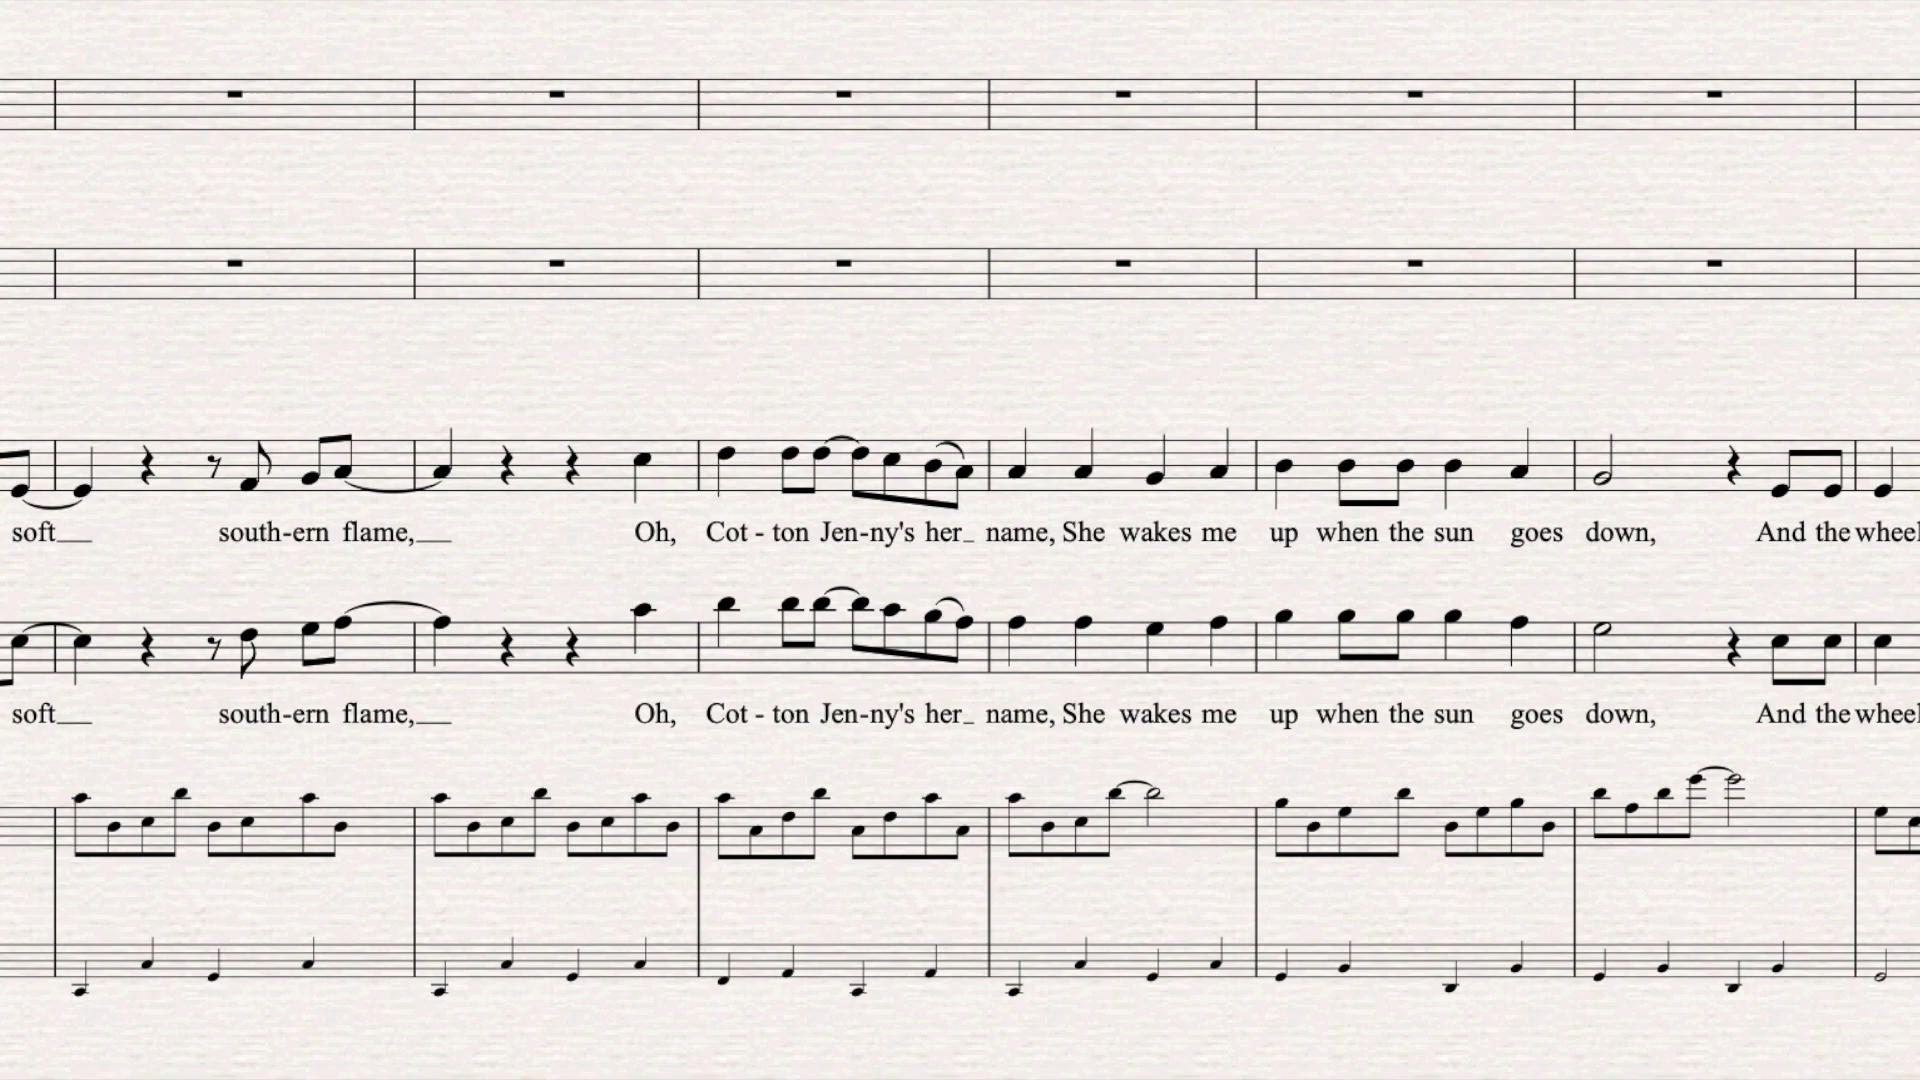 soft__ south-ern flame,__ Oh, Cot - ton Jen-ny's her_ name, She wakes me up when the sun goes down, And the wheel
soft__ south-ern flame,__ Oh, Cot - ton Jen-ny's her_ name, She wakes me up when the sun goes down, And the wheel